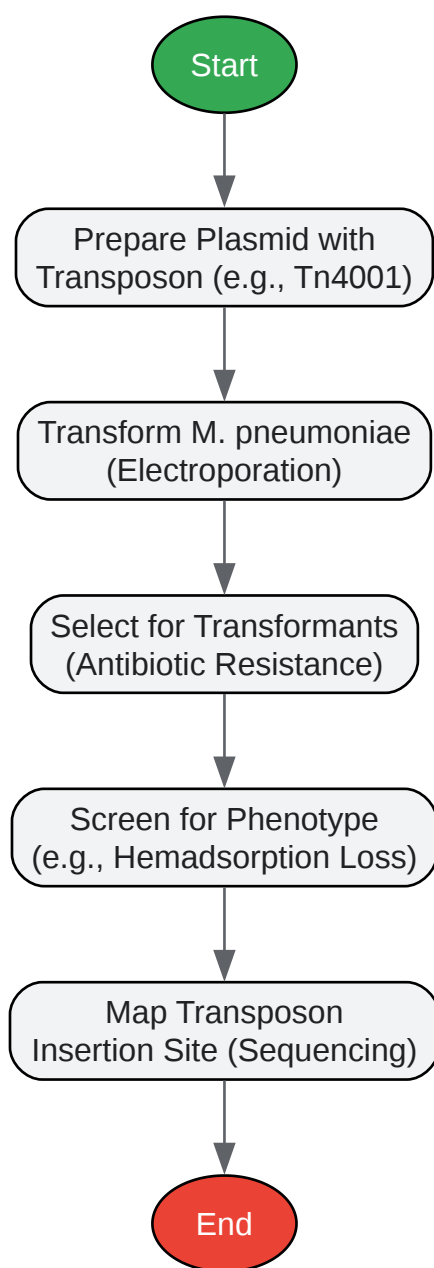 Start
Prepare Plasmid with
Transposon (e.g., Tn4001)
Transform M. pneumoniae
(Electroporation)
Select for Transformants
(Antibiotic Resistance)
Screen for Phenotype
(e.g., Hemadsorption Loss)
Map Transposon
Insertion Site (Sequencing)
End